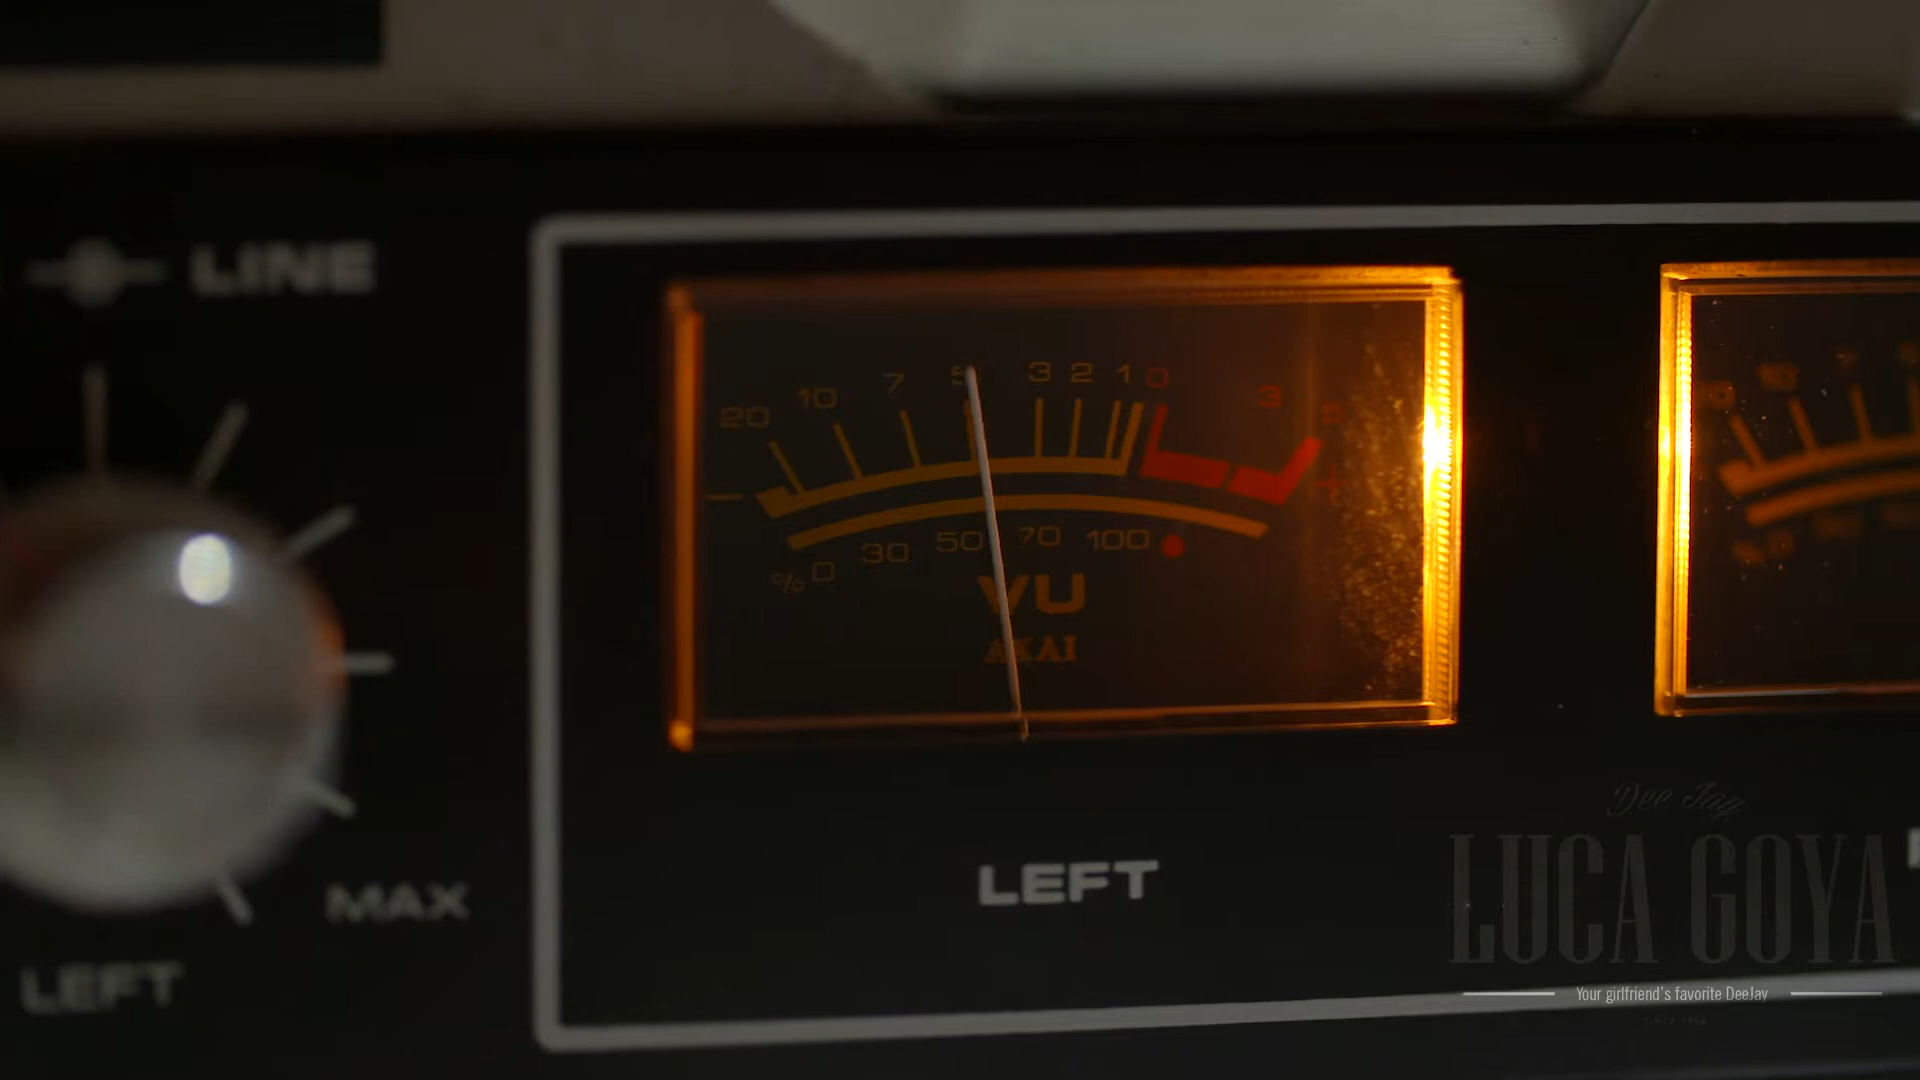 LINE
20 10 7 5 3 2 1 0 3 5
- +
% 0 30 50 70 100
VU
AKAI
LEFT
MAX
LEFT
Dee Jay
LUCA GOYA
Your girlfriend's favorite DeeJay